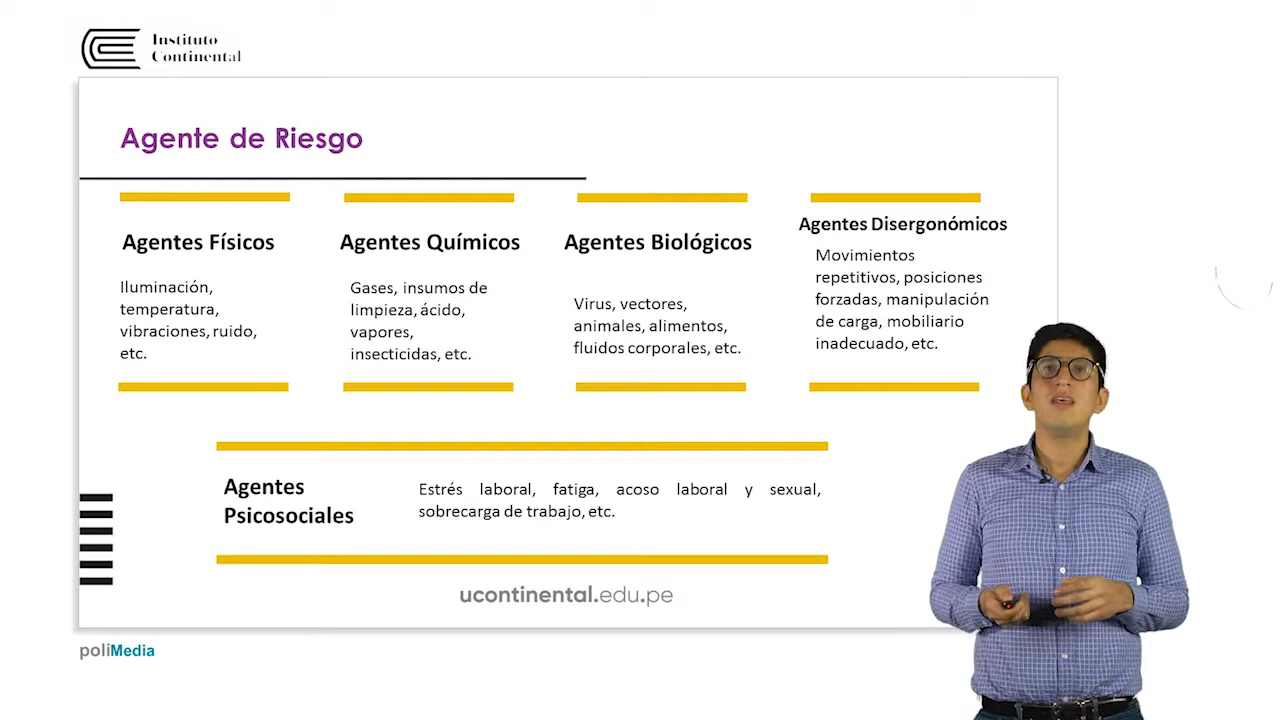 Instituto
Continental
Agente de Riesgo
Agentes Físicos
Iluminación,
temperatura,
vibraciones, ruido,
etc.
Agentes Químicos
Gases, insumos de
limpieza, ácido,
vapores,
insecticidas, etc.
Agentes Biológicos
Virus, vectores,
animales, alimentos,
fluidos corporales, etc.
Agentes Disergonómicos
Movimientos
repetitivos, posiciones
forzadas, manipulación
de carga, mobiliario
inadecuado, etc.
Agentes
Psicosociales
Estrés laboral, fatiga, acoso laboral y sexual,
sobrecarga de trabajo, etc.
ucontinental.edu.pe
poliMedia